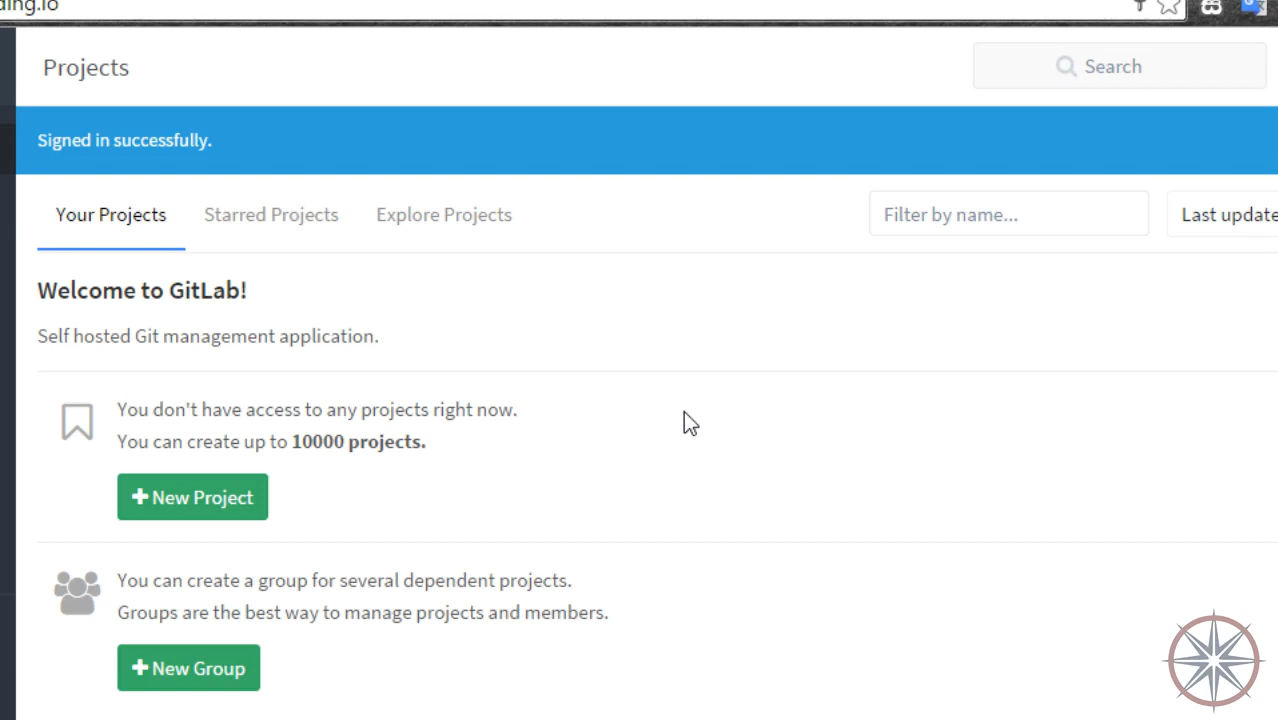 Projects
Search
Signed in successfully.
Your Projects Starred Projects Explore Projects Filter by name... Last update
Welcome to GitLab!
Self hosted Git management application.
You don't have access to any projects right now.
You can create up to 10000 projects.
New Project
You can create a group for several dependent projects.
Groups are the best way to manage projects and members.
New Group